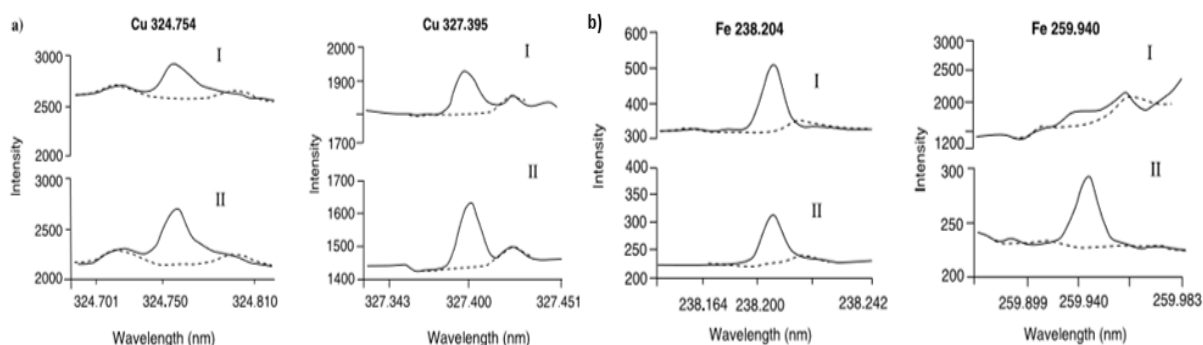 a)
Cu 324.754
Intensity
3000
2500
2000
I
3000
2500
2000
II
324.701 324.750 324.810
Wavelength (nm)
Cu 327.395
Intensity
2000
1900
1700
I
1700
1600
1500
1400
II
327.343 327.400 327.451
Wavelength (nm)
b)
Fe 238.204
Intensity
600
500
400
300
I
400
350
300
250
200
II
238.164 238.200 238.242
Wavelength (nm)
Fe 259.940
Intensity
3000
2500
2000
1200
I
300
250
200
II
259.899 259.940 259.983
Wavelength (nm)